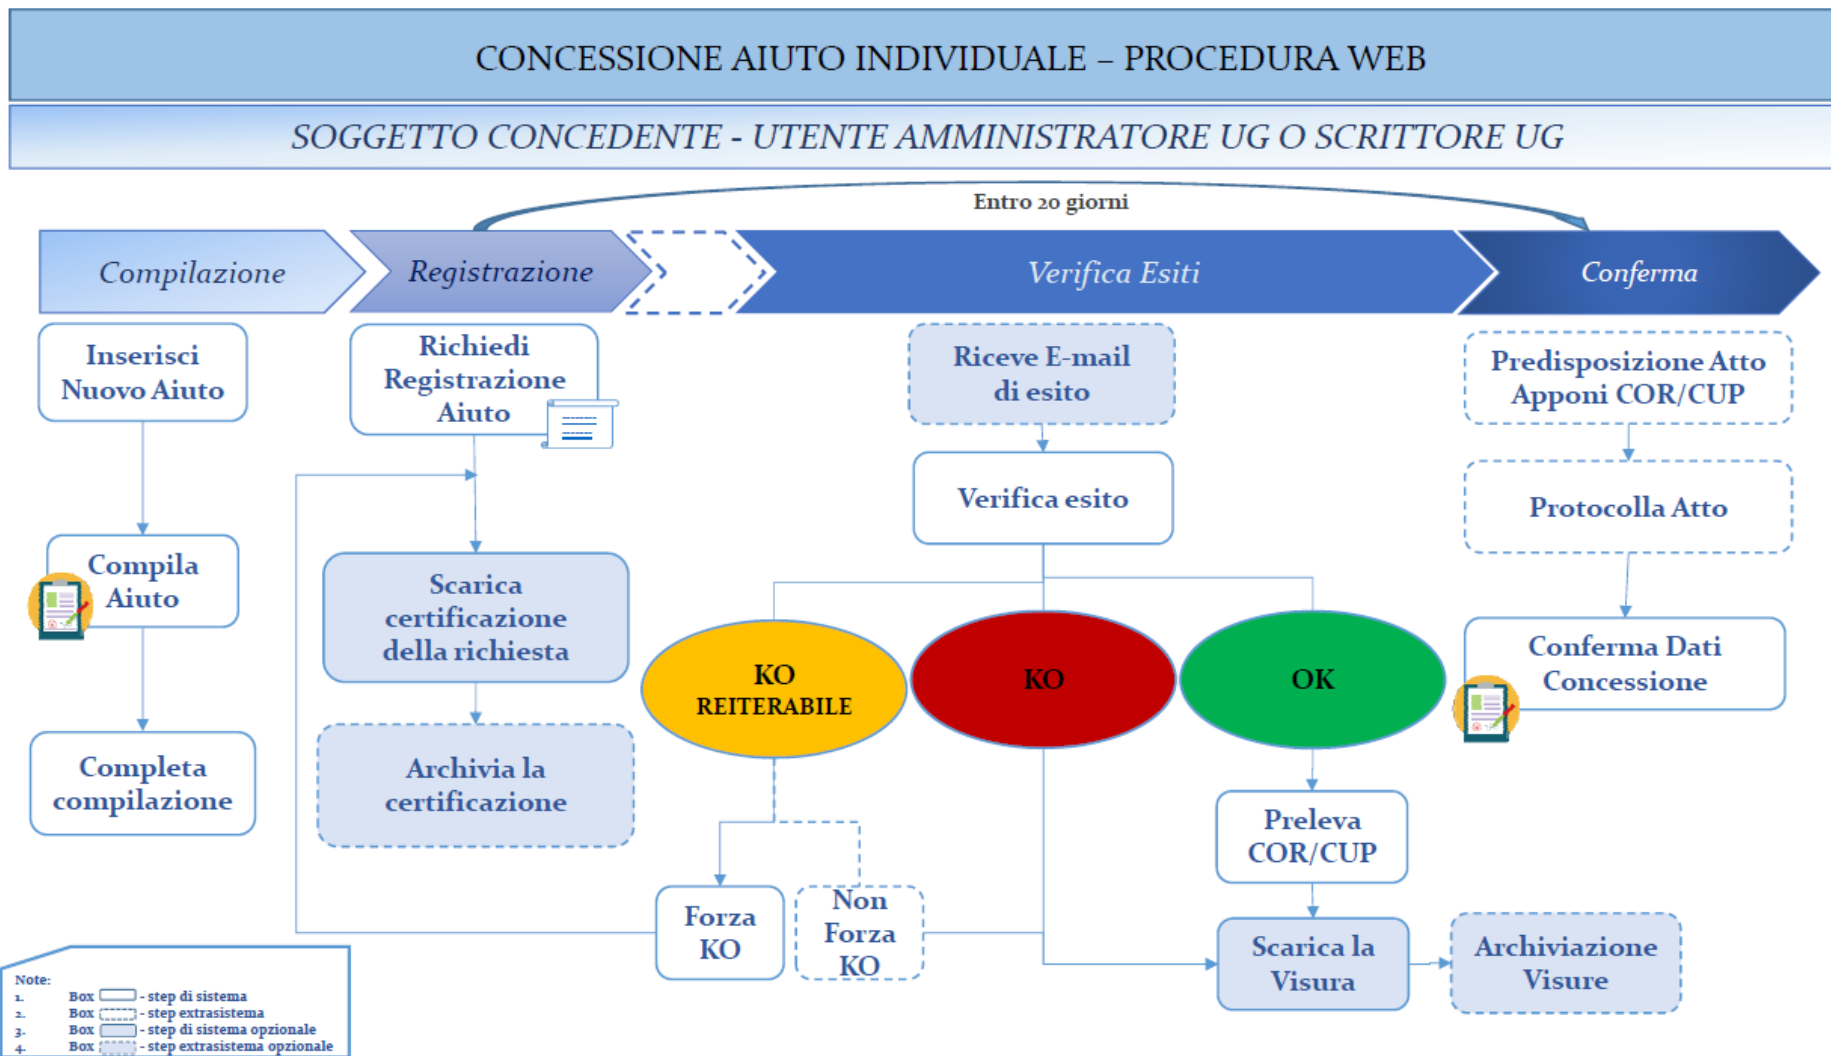 CONCESSIONE AIUTO INDIVIDUALE – PROCEDURA WEB
SOGGETTO CONCEDENTE - UTENTE AMMINISTRATORE UG O SCRITTORE UG
Entro 20 giorni
Compilazione
Registrazione
Verifica Esiti
Conferma
Inserisci
Nuovo Aiuto
Compila
Aiuto
Completa
compilazione
Richiedi
Registrazione
Aiuto
Scarica
certificazione
della richiesta
Archivia la
certificazione
Riceve E-mail
di esito
Verifica esito
KO
REITERABILE
KO
OK
Forza
KO
Non
Forza
KO
Preleva
COR/CUP
Scarica la
Visura
Archiviazione
Visure
Predisposizione Atto
Apponi COR/CUP
Protocolla Atto
Conferma Dati
Concessione
Note:
1. Box - step di sistema
2. Box - step extrasistema
3. Box - step di sistema opzionale
4. Box - step extrasistema opzionale